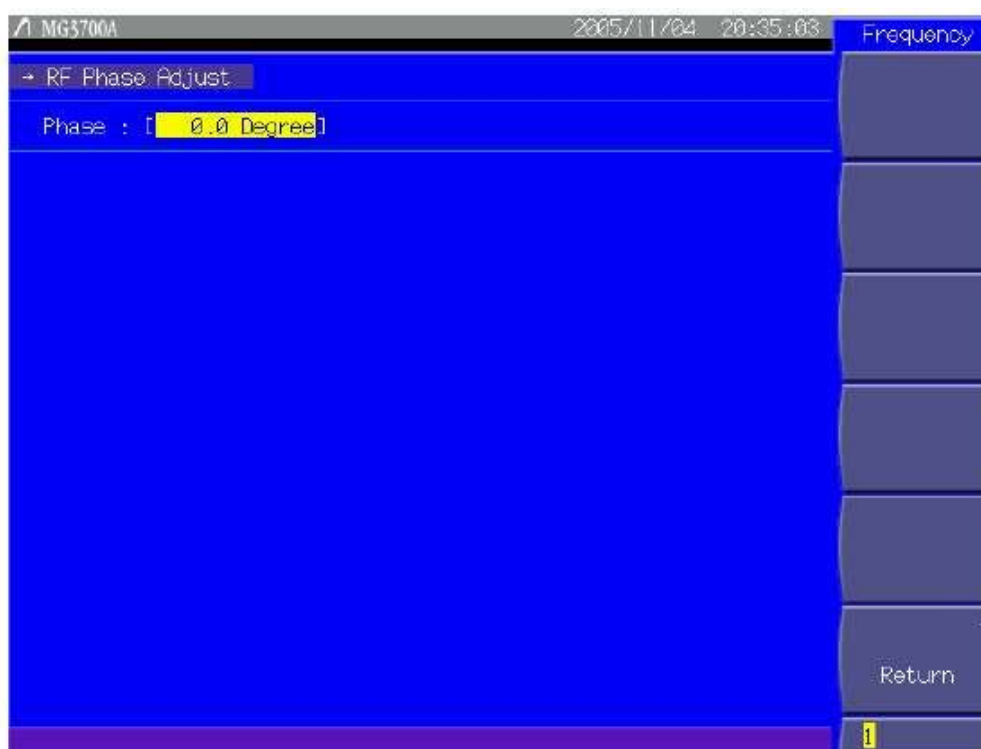 MG3700A 2005/11/04 20:35:03 Frequency
→ RF Phase Adjust
Phase : [ 0.0 Degree]
Return
1